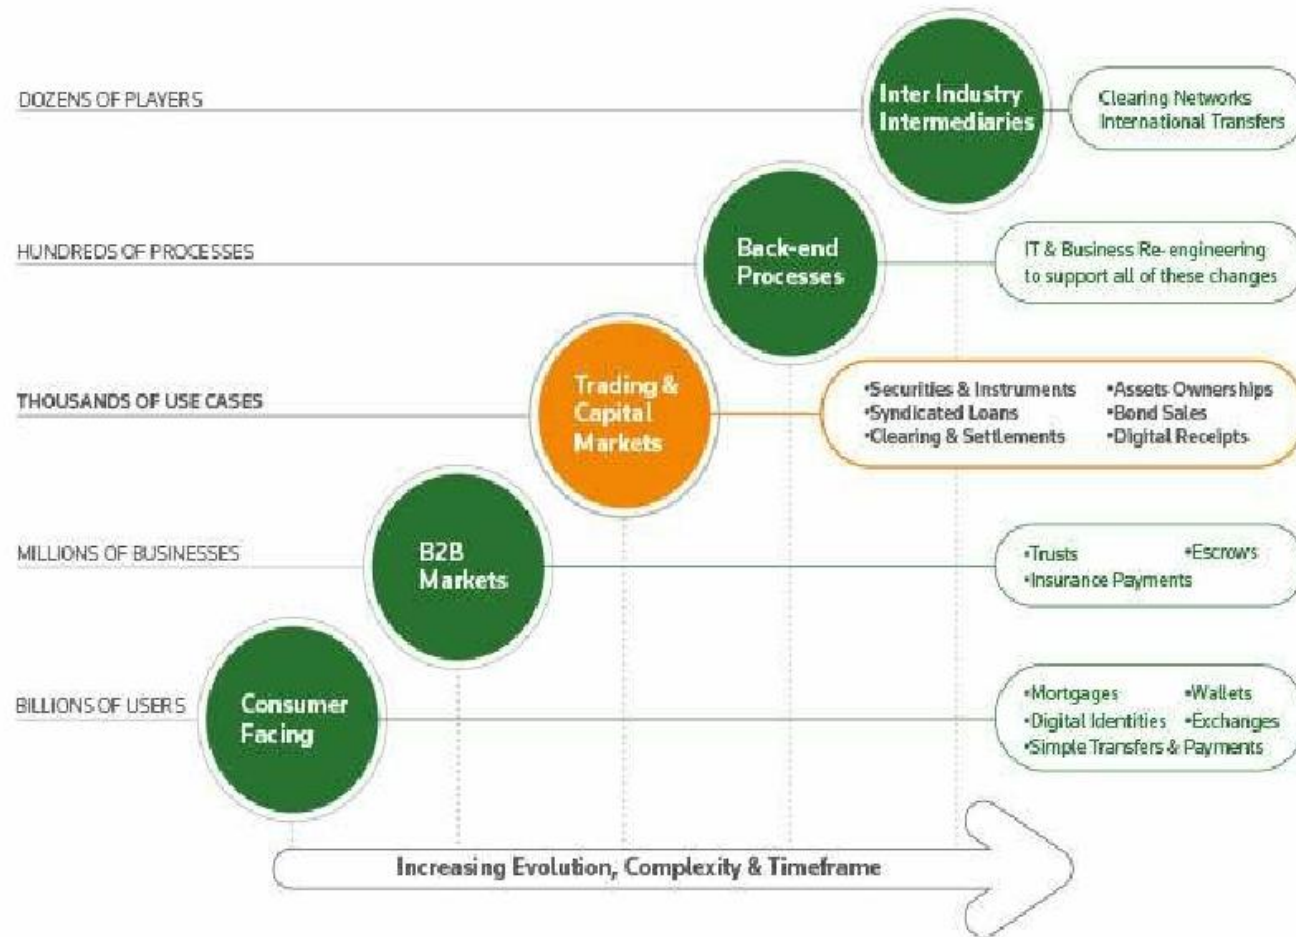 DOZENS OF PLAYERS
Inter Industry
Intermediaries
•Clearing Networks
International Transfers
HUNDREDS OF PROCESSES
Back-end
Processes
IT & Business Re-engineering
to support all of these changes
THOUSANDS OF USE CASES
Trading &
Capital
Markets
•Securities & Instruments •Assets Ownerships
•Syndicated Loans •Bond Sales
•Clearing & Settlements •Digital Receipts
MILLIONS OF BUSINESSES
B2B
Markets
•Trusts •Escrows
•Insurance Payments
BILLIONS OF USERS
Consumer
Facing
•Mortgages •Wallets
•Digital Identities •Exchanges
•Simple Transfers & Payments
Increasing Evolution, Complexity & Timeframe